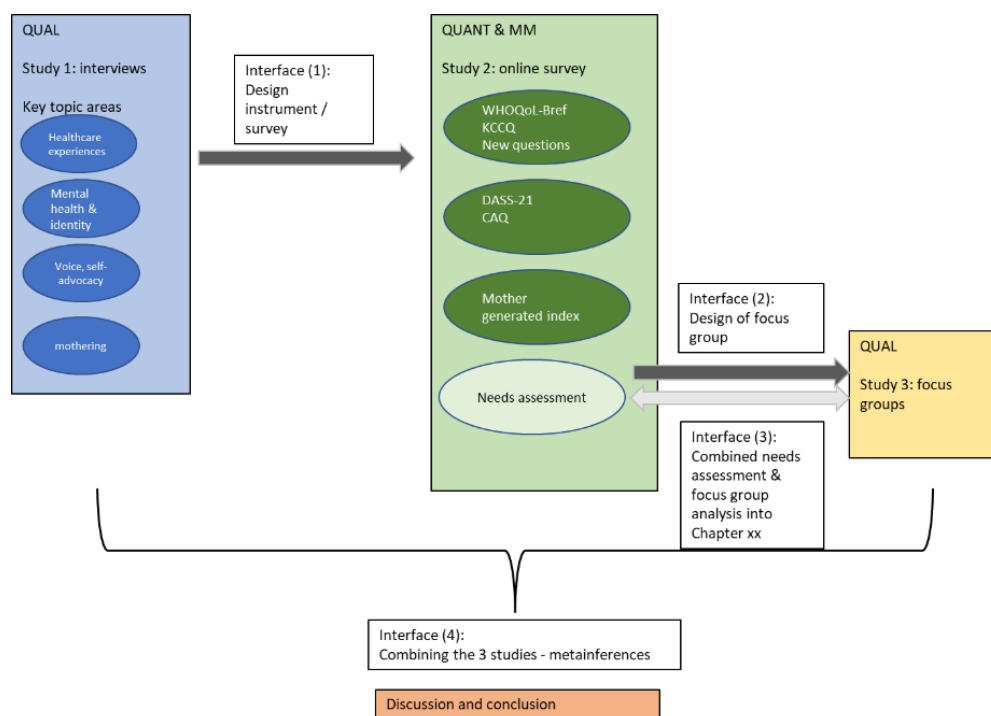 QUAL
Study 1: interviews
Key topic areas
Healthcare
experiences
Mental
health &
identity
Voice, self-
advocacy
mothering
Interface (1):
Design
instrument /
survey
QUANT & MM
Study 2: online survey
WHOQoL-Bref
KCCQ
New questions
DASS-21
CAQ
Mother
generated index
Needs assessment
Interface (2):
Design of focus
group
QUAL
Study 3: focus
groups
Interface (3):
Combined needs
assessment &
focus group
analysis into
Chapter xx
Interface (4):
Combining the 3 studies - metainferences
Discussion and conclusion